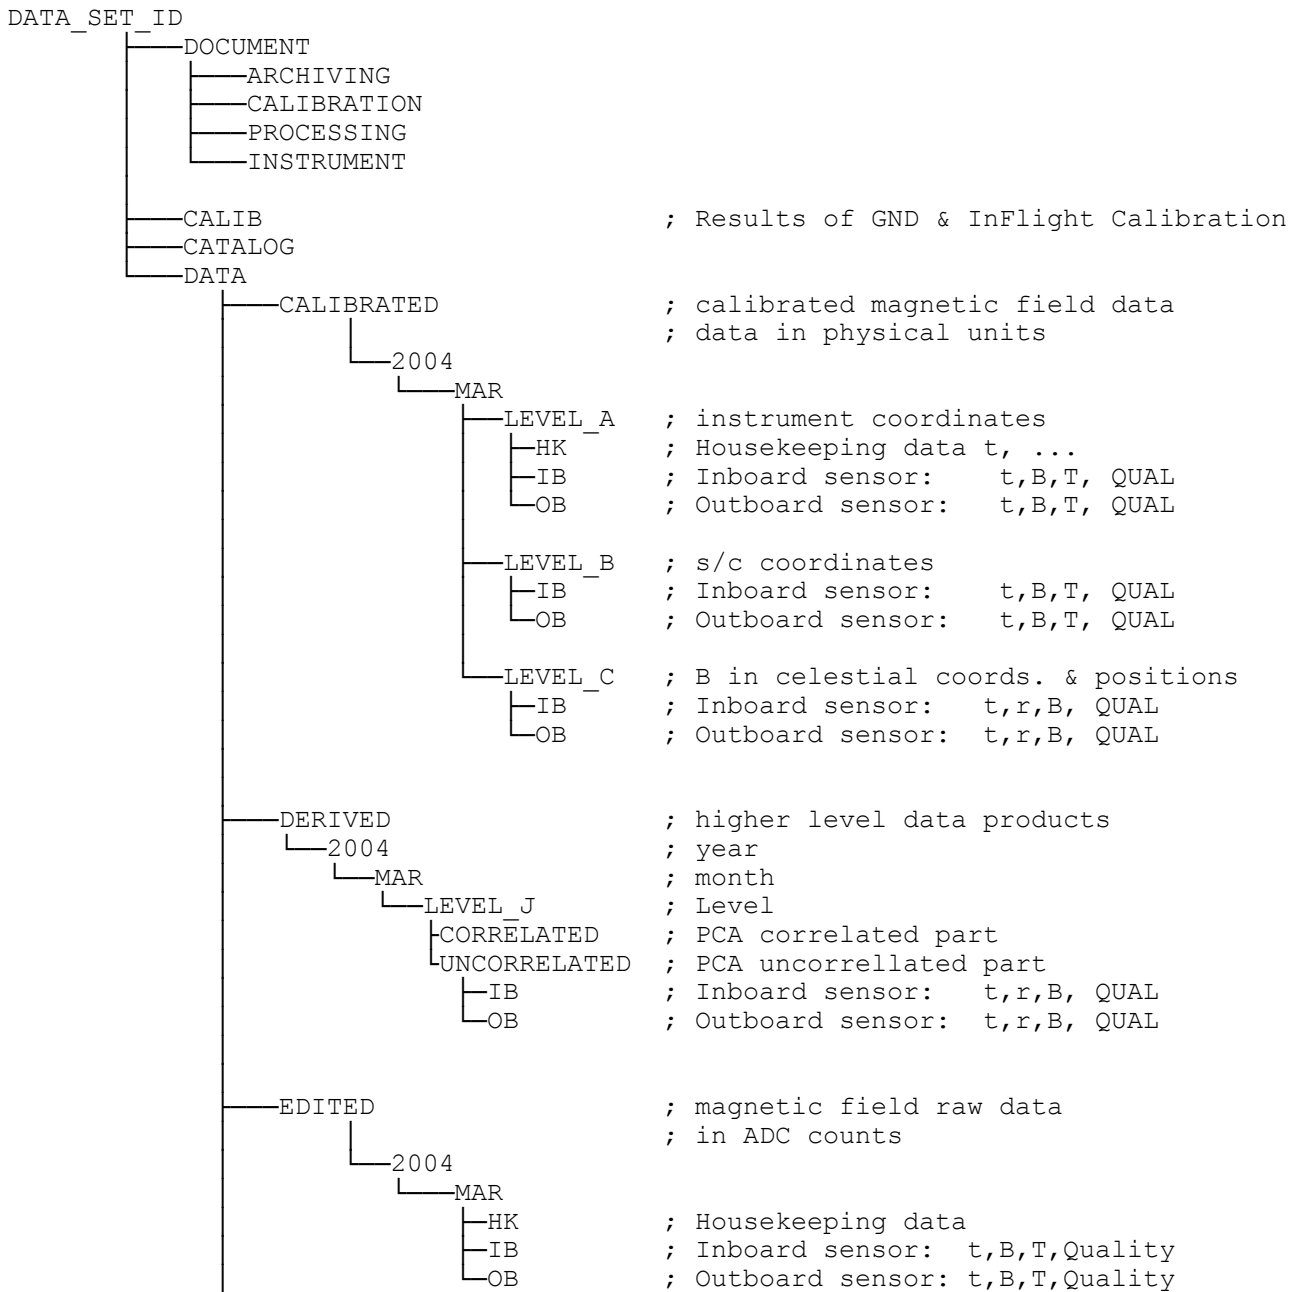 DATA_SET_ID
DOCUMENT
ARCHIVING
CALIBRATION
PROCESSING
INSTRUMENT
CALIB ; Results of GND & InFlight Calibration
CATALOG
DATA
CALIBRATED ; calibrated magnetic field data
; data in physical units
2004
MAR
LEVEL_A ; instrument coordinates
HK ; Housekeeping data t, ...
IB ; Inboard sensor: t,B,T, QUAL
OB ; Outboard sensor: t,B,T, QUAL
LEVEL_B ; s/c coordinates
IB ; Inboard sensor: t,B,T, QUAL
OB ; Outboard sensor: t,B,T, QUAL
LEVEL_C ; B in celestial coords. & positions
IB ; Inboard sensor: t,r,B, QUAL
OB ; Outboard sensor: t,r,B, QUAL
DERIVED ; higher level data products
2004 ; year
MAR ; month
LEVEL_J ; Level
CORRELATED ; PCA correlated part
UNCORRELATED ; PCA uncorrellated part
IB ; Inboard sensor: t,r,B, QUAL
OB ; Outboard sensor: t,r,B, QUAL
EDITED ; magnetic field raw data
; in ADC counts
2004
MAR
HK ; Housekeeping data
IB ; Inboard sensor: t,B,T,Quality
OB ; Outboard sensor: t,B,T,Quality